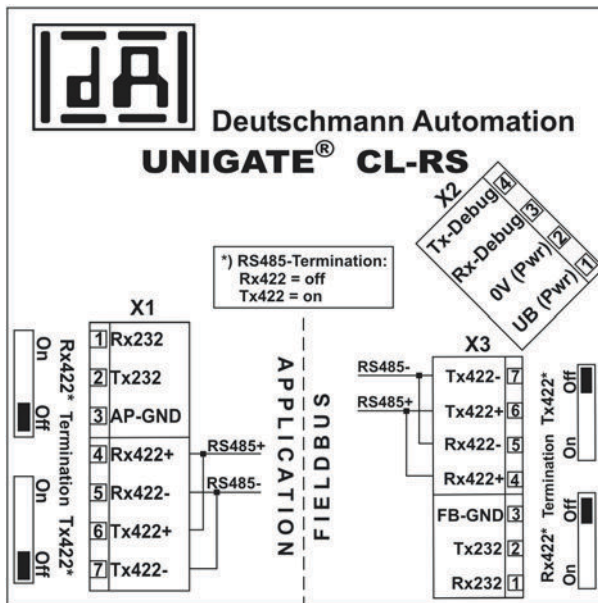 dA
Deutschmann Automation
UNIGATE® CL-RS
X2
4 Tx-Debug
3 Rx-Debug
2 0V (Pwr)
1 UB (Pwr)
*) RS485-Termination:
Rx422 = off
Tx422 = on
X1
1 Rx232
2 Tx232
3 AP-GND
4 Rx422+
5 Rx422-
6 Tx422+
7 Tx422-
RS485+
RS485-
On
Off
Rx422* Termination Tx422*
On
Off
APPLICATION
FIELDBUS
X3
RS485-
RS485+
Tx422- 7
Tx422+ 6
Rx422- 5
Rx422+ 4
FB-GND 3
Tx232 2
Rx232 1
Off
On
Rx422* Termination Tx422*
Off
On